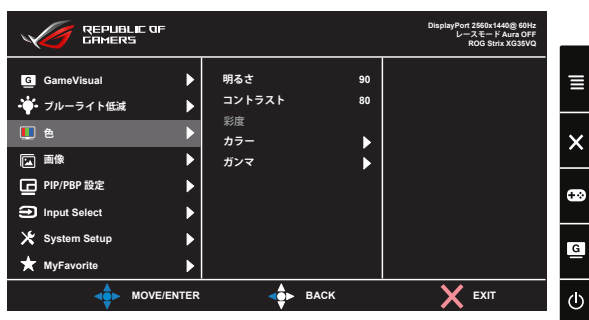 REPUBLIC OF
GAMERS
DisplayPort 2560x1440@ 60Hz
レースモード Aura OFF
ROG Strix XG35VQ
G GameVisual
ブルーライト低減
色
画像
PIP/PBP 設定
Input Select
System Setup
MyFavorite
明るさ 90
コントラスト 80
彩度
カラー
ガンマ
MOVE/ENTER
BACK
EXIT
G